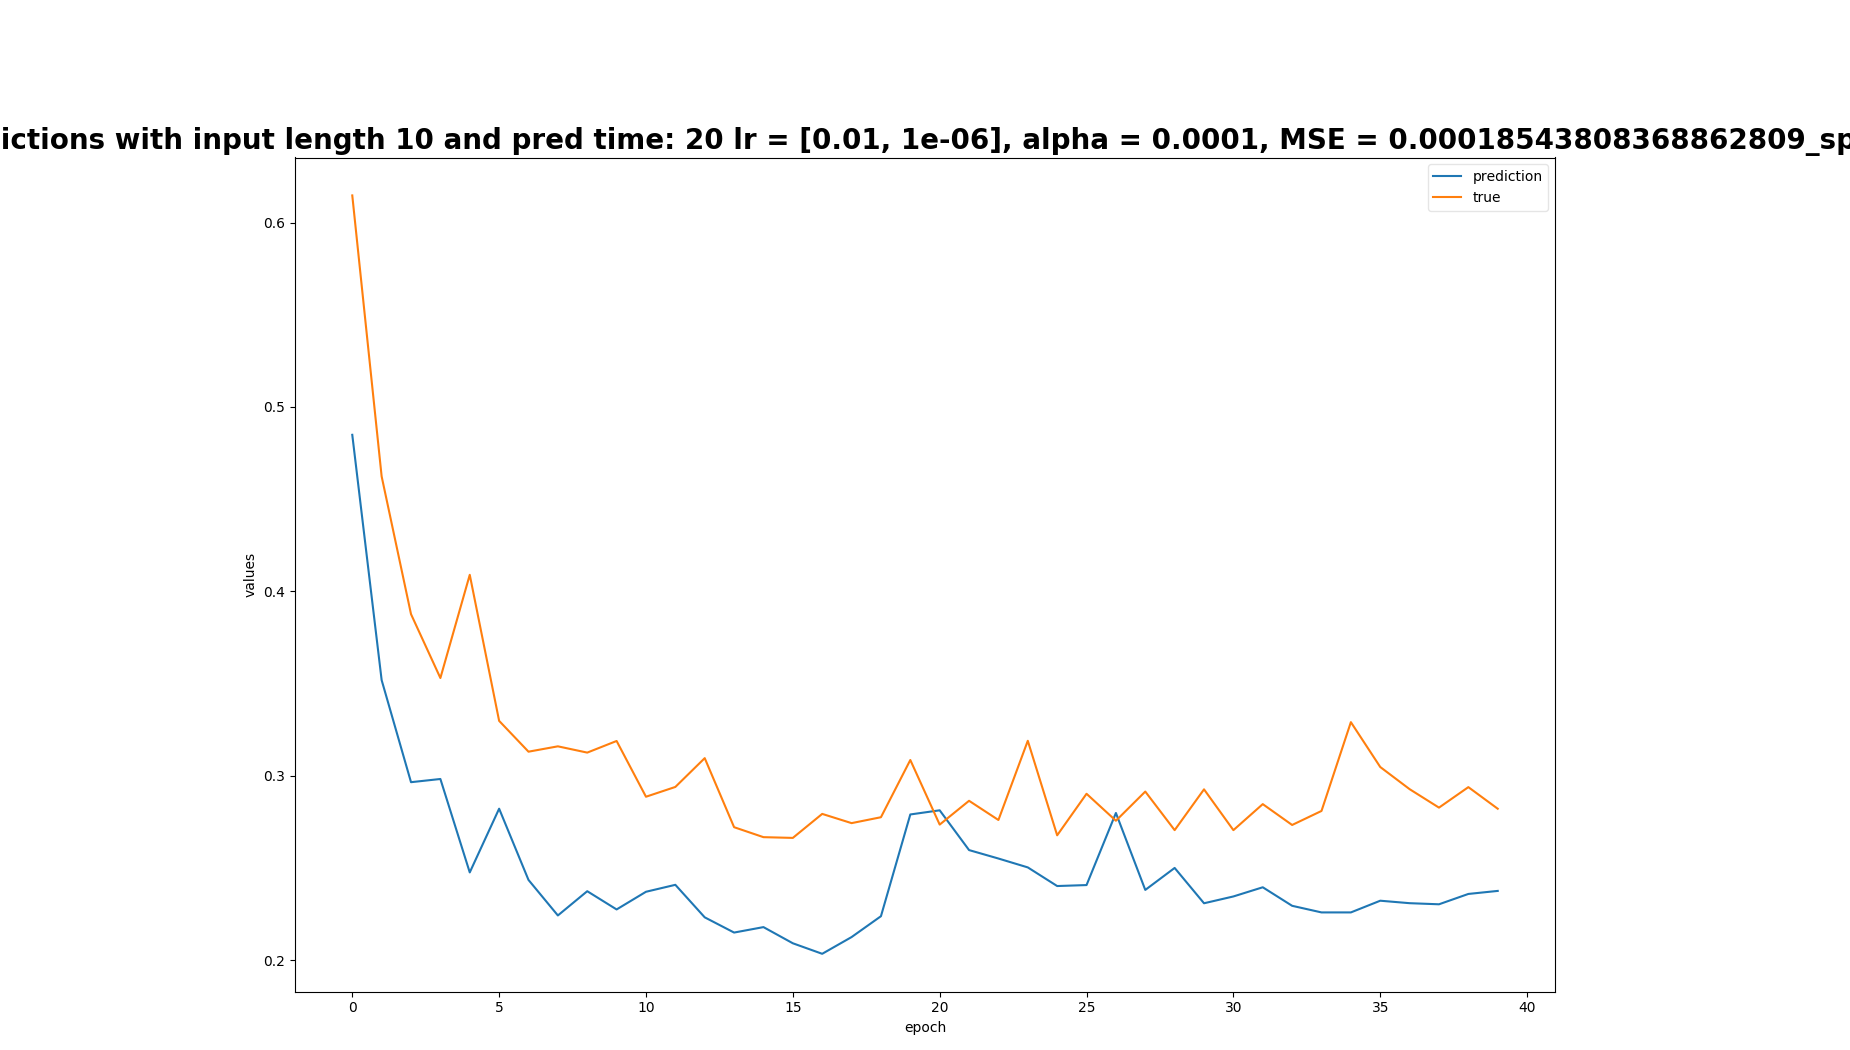 ictions with input length 10 and pred time: 20 lr = [0.01, 1e-06], alpha = 0.0001, MSE = 0.00018543808368862809_sp
prediction
true
0.6
0.5
0.4
0.3
0.2
values
0 5 10 15 20 25 30 35 40
epoch